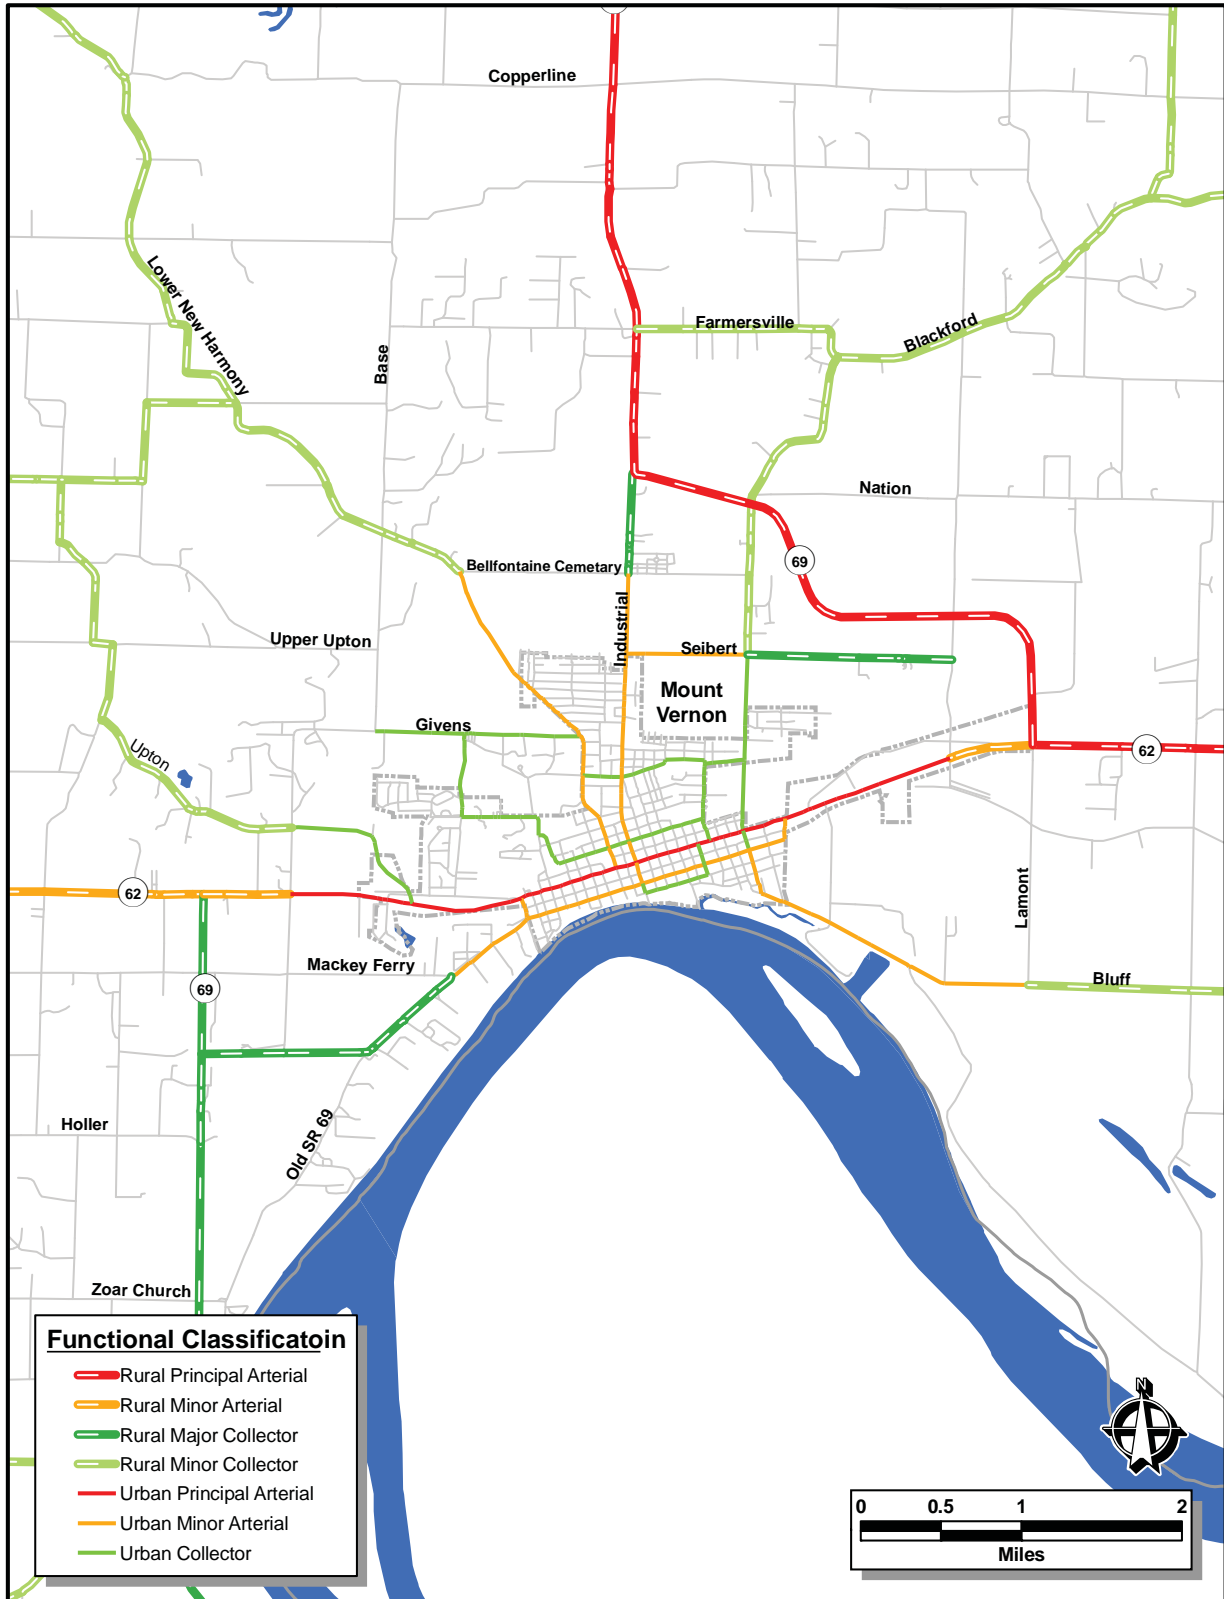 Copperline
Lower New Harmony
Farmersville
Blackford
Base
Nation
69
Bellfontaine Cemetary
Industrial
Upper Upton
Seibert
Mount
Vernon
Givens
Upton
62
62
Lamont
Mackey Ferry
69
Bluff
Holler
Old SR 69
Zoar Church
Functional Classificatoin
Rural Principal Arterial
Rural Minor Arterial
Rural Major Collector
Rural Minor Collector
Urban Principal Arterial
Urban Minor Arterial
Urban Collector
N
0 0.5 1 2
Miles